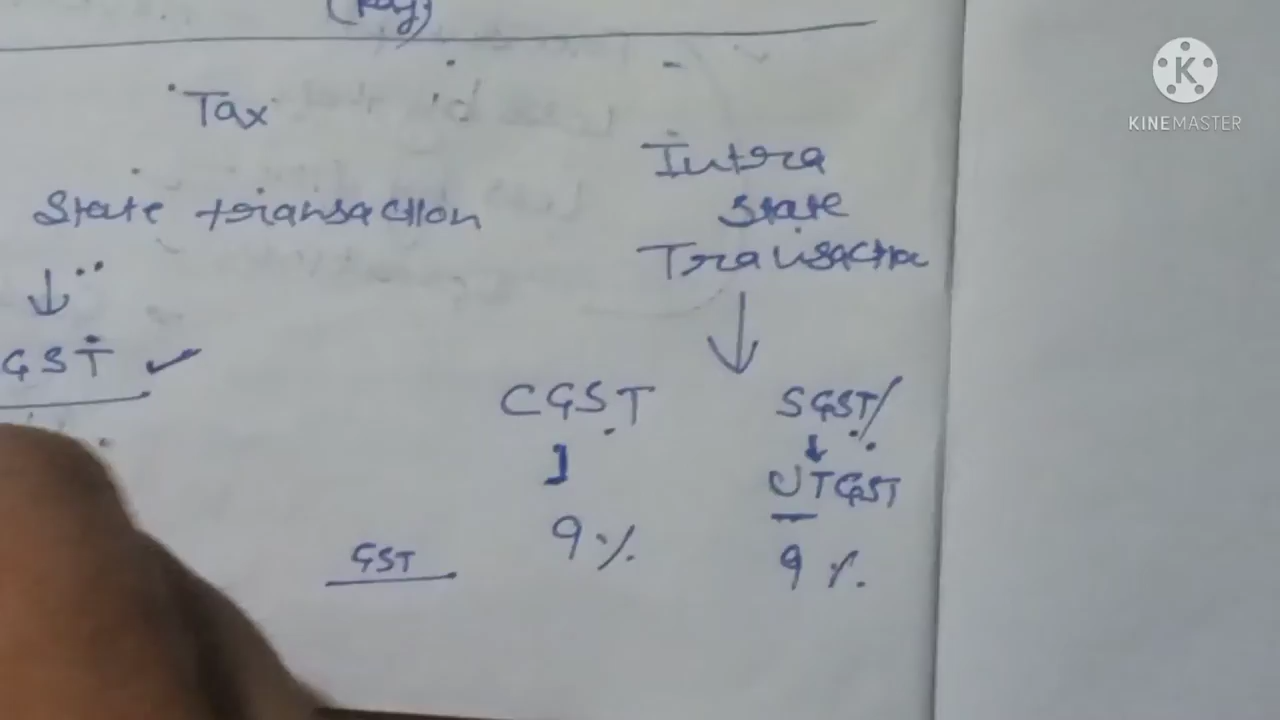 Tax
State transaction
GST
Intra
State
Transaction
CGST
SGST/
UTGST
9%
9%
GST
KINEMASTER